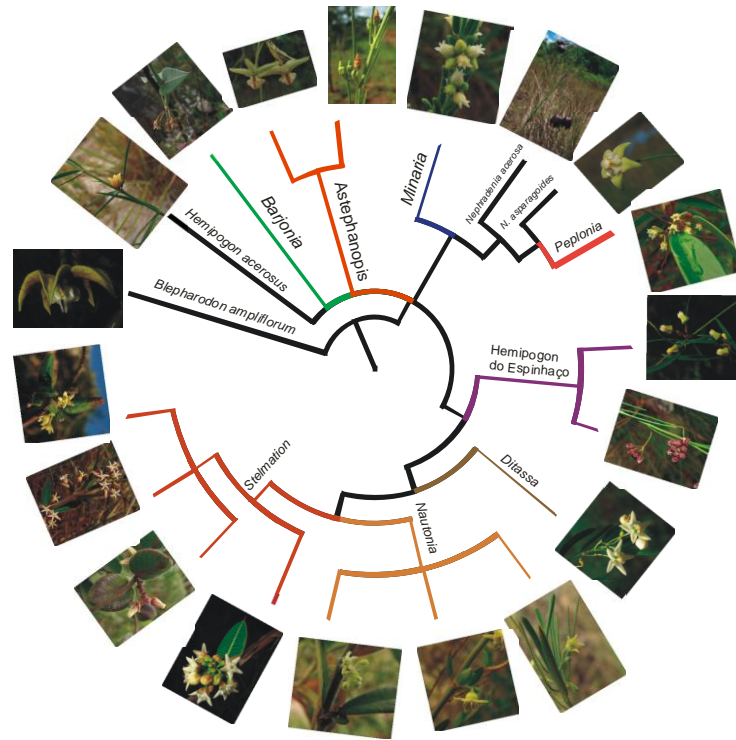 Blepharodon ampliflorum
Hemipogon acerosus
Barjonia
Astephanopis
Minaria
Nephradenia acerosa
N. asparagoides
Peplonia
Hemipogon
do Espinhaço
Ditassa
Nautonia
Stelmation